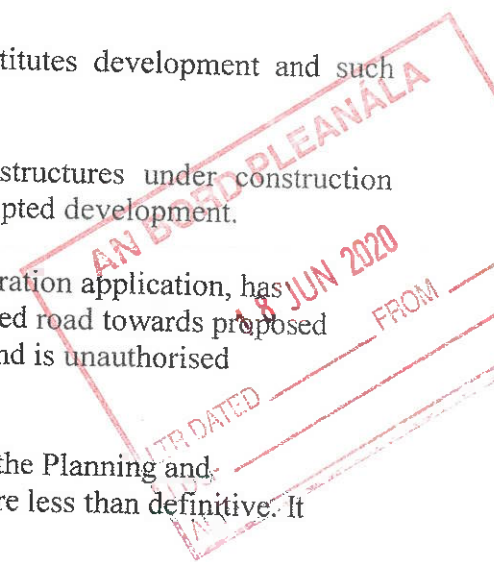 titutes development and such
structures under construction
pted development.
ration application, has
ed road towards proposed
nd is unauthorised
the Planning and
re less than definitive. It
AN BORD PLEANÁLA
18 JUN 2020
LTR DATED FROM